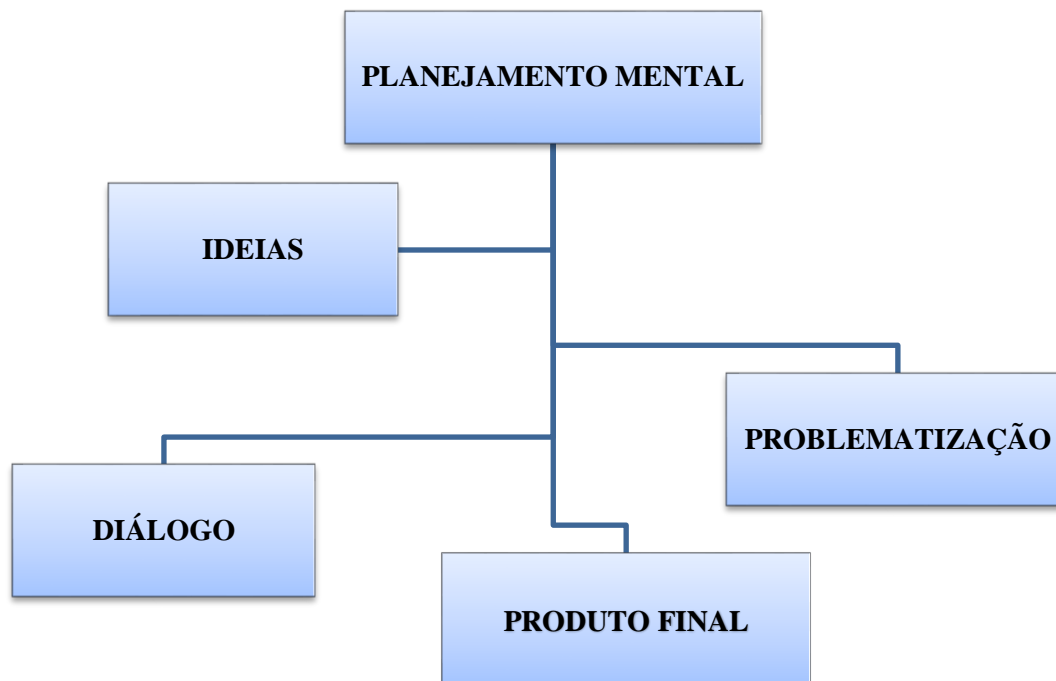 PLANEJAMENTO MENTAL
IDEIAS
PROBLEMATIZAÇÃO
DIÁLOGO
PRODUTO FINAL